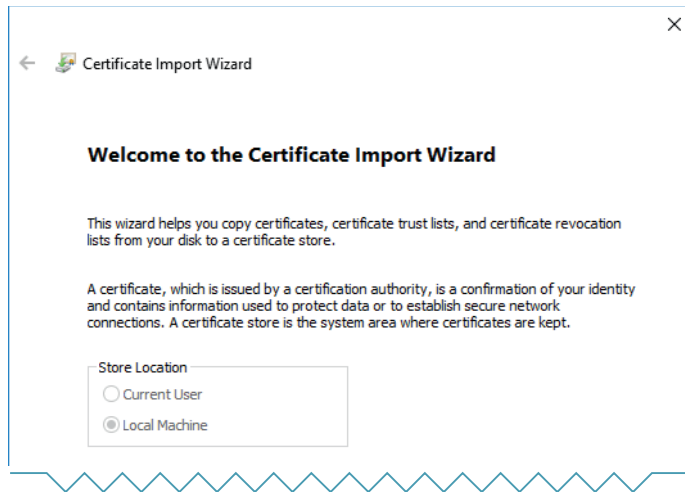 Certificate Import Wizard
Welcome to the Certificate Import Wizard
This wizard helps you copy certificates, certificate trust lists, and certificate revocation
lists from your disk to a certificate store.
A certificate, which is issued by a certification authority, is a confirmation of your identity
and contains information used to protect data or to establish secure network
connections. A certificate store is the system area where certificates are kept.
Store Location
Current User
Local Machine